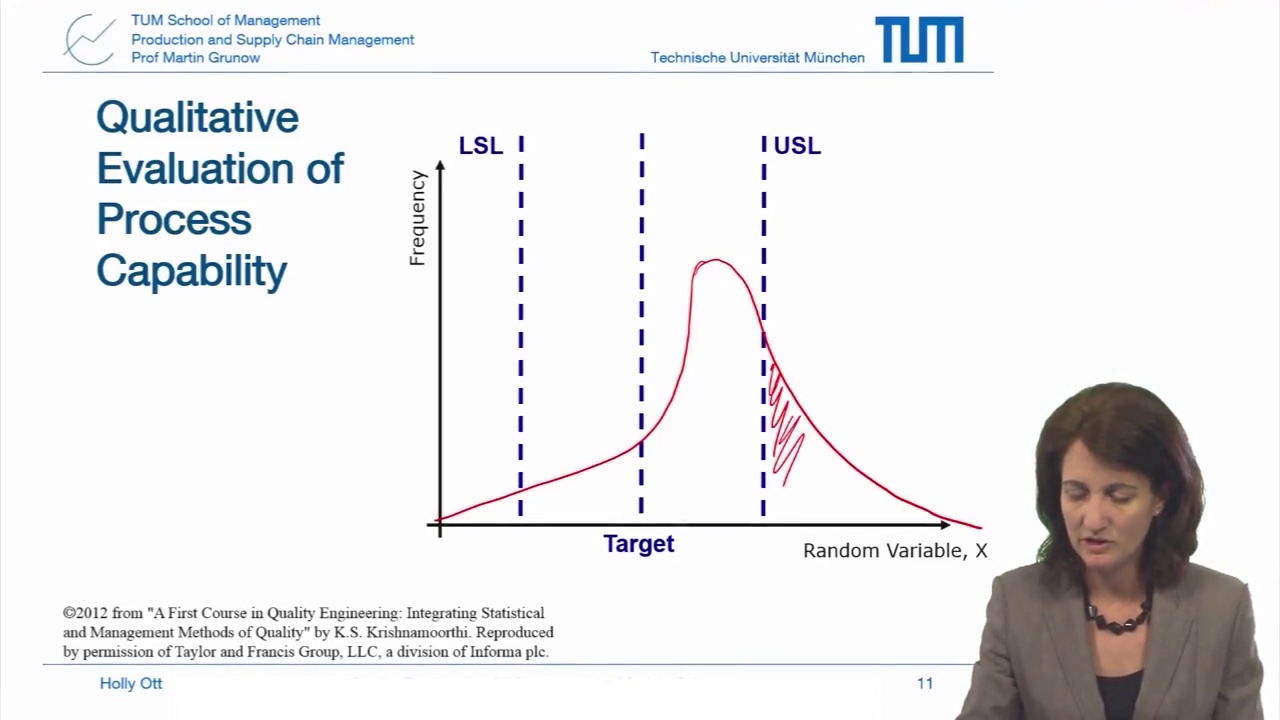 TUM School of Management
Production and Supply Chain Management
Prof Martin Grunow
Technische Universität München
TUM
Qualitative
Evaluation of
Process
Capability
LSL
USL
Frequency
Target
Random Variable, X
©2012 from "A First Course in Quality Engineering: Integrating Statistical
and Management Methods of Quality" by K.S. Krishnamoorthi. Reproduced
by permission of Taylor and Francis Group, LLC, a division of Informa plc.
Holly Ott
11